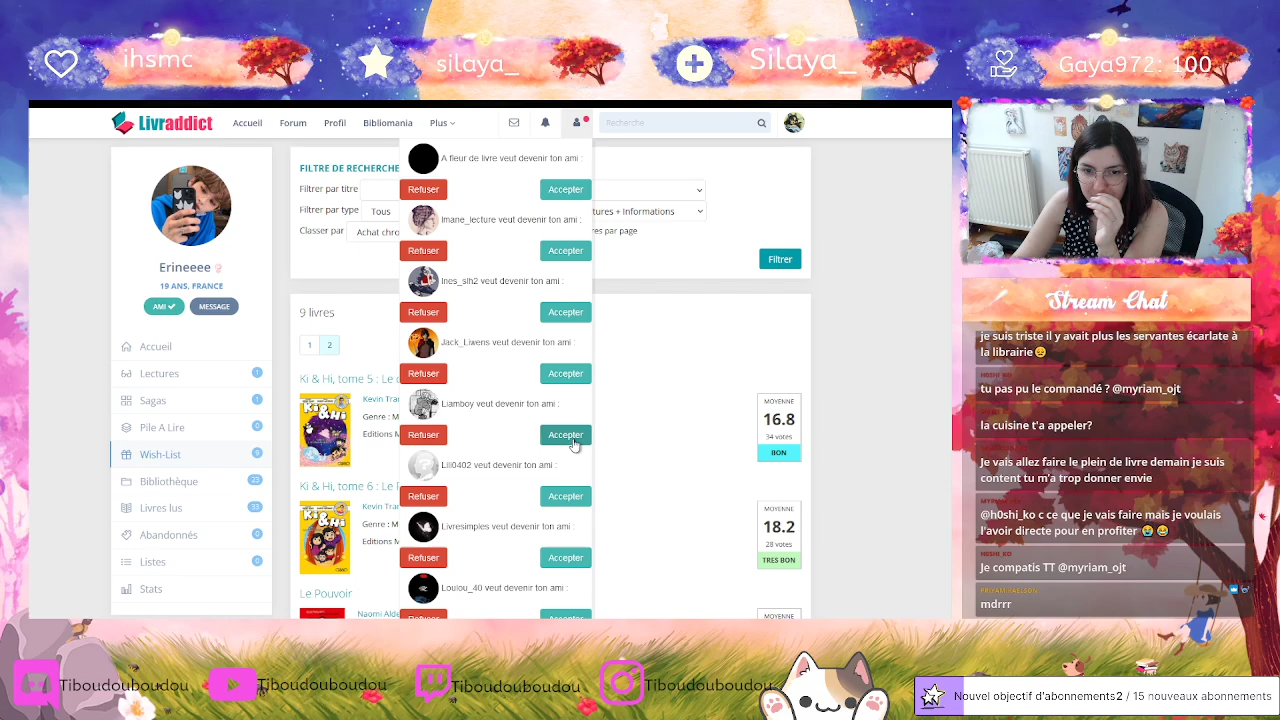 ihsmc
silaya_
Silaya_
Gaya972: 100
Livraddict
Accueil
Forum
Profil
Bibliomania
Plus
Recherche
Erineeee
19 ANS, FRANCE
AMI
MESSAGE
Accueil
Lectures 1
Sagas 1
Pile A Lire 0
Wish-List 9
Bibliothèque 23
Livres lus 33
Abandonnés 0
Listes 0
Stats
FILTRE DE RECHERCHE
Filtrer par titre
Filtrer par type
Tous
tures + Informations
Classer par
Achat chro
res par page
Filtrer
9 livres
1 2
Ki & Hi, tome 5 : Le
Kevin Tra
Genre : M
Editions M
MOYENNE
16.8
34 votes
BON
Ki & Hi, tome 6 : Le
Kevin Tra
Genre : M
Editions M
MOYENNE
18.2
28 votes
TRES BON
Le Pouvoir
Naomi Alde
MOYENNE
A fleur de livre veut devenir ton ami :
Refuser Accepter
Imane_lecture veut devenir ton ami :
Refuser Accepter
Ines_slh2 veut devenir ton ami :
Refuser Accepter
Jack_Liwens veut devenir ton ami :
Refuser Accepter
Liamboy veut devenir ton ami :
Refuser Accepter
Lili0402 veut devenir ton ami :
Refuser Accepter
Livresimples veut devenir ton ami :
Refuser Accepter
Loulou_40 veut devenir ton ami :
Refuser Accepter
Stream Chat
je suis triste il y avait plus les servantes écarlate à
la librairie
H0SHI_KO
tu pas pu le commandé ? @myriam_ojt
la cuisine t'a appeler?
Je vais allez faire le plein de livre demain je suis
content tu m'a trop donner envie
@h0shi_ko c ce que je vais faire mais je voulais
l'avoir directe pour en profiter
H0SHI_KO
Je compatis TT @myriam_ojt
PRIYAMIHAELSON
mdrrr
Tiboudouboudou
Tiboudouboudou
Tiboudouboudou
Tiboudouboudou
Nouvel objectif d'abonnements 2 / 15 nouveaux abonnements